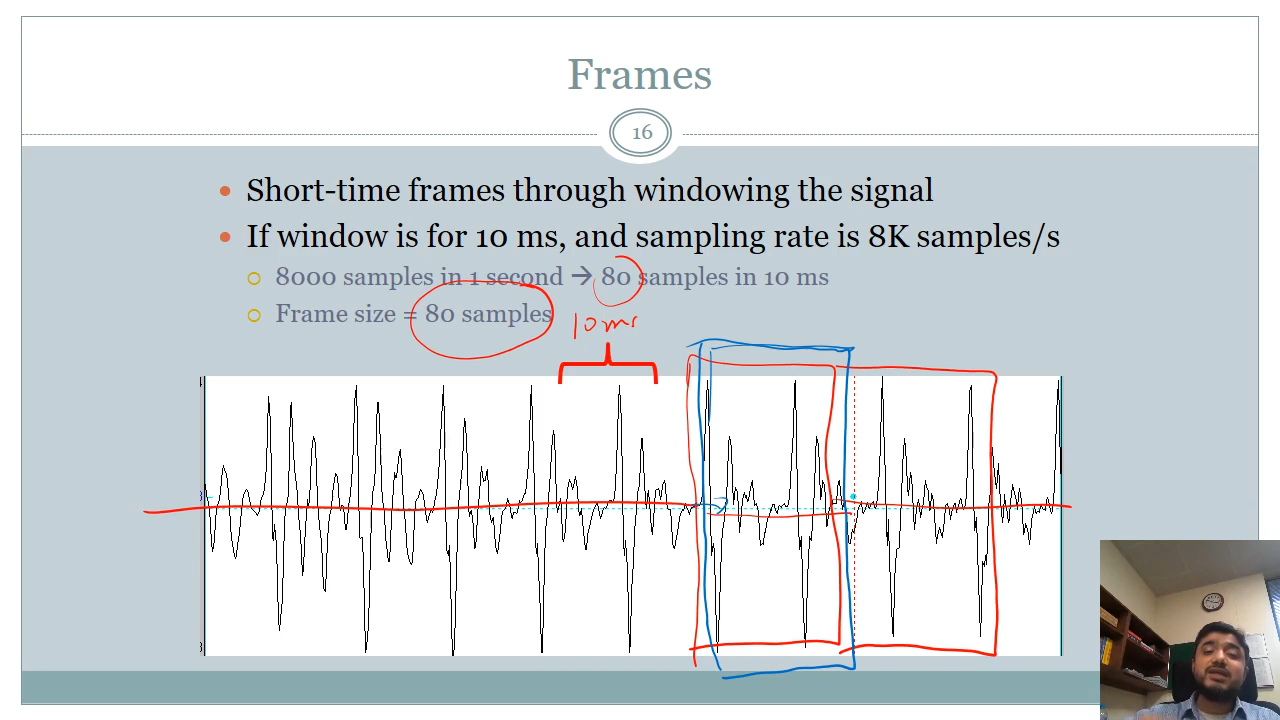 Frames
16
Short-time frames through windowing the signal
If window is for 10 ms, and sampling rate is 8K samples/s
8000 samples in 1 second → 80 samples in 10 ms
Frame size = 80 samples
10ms